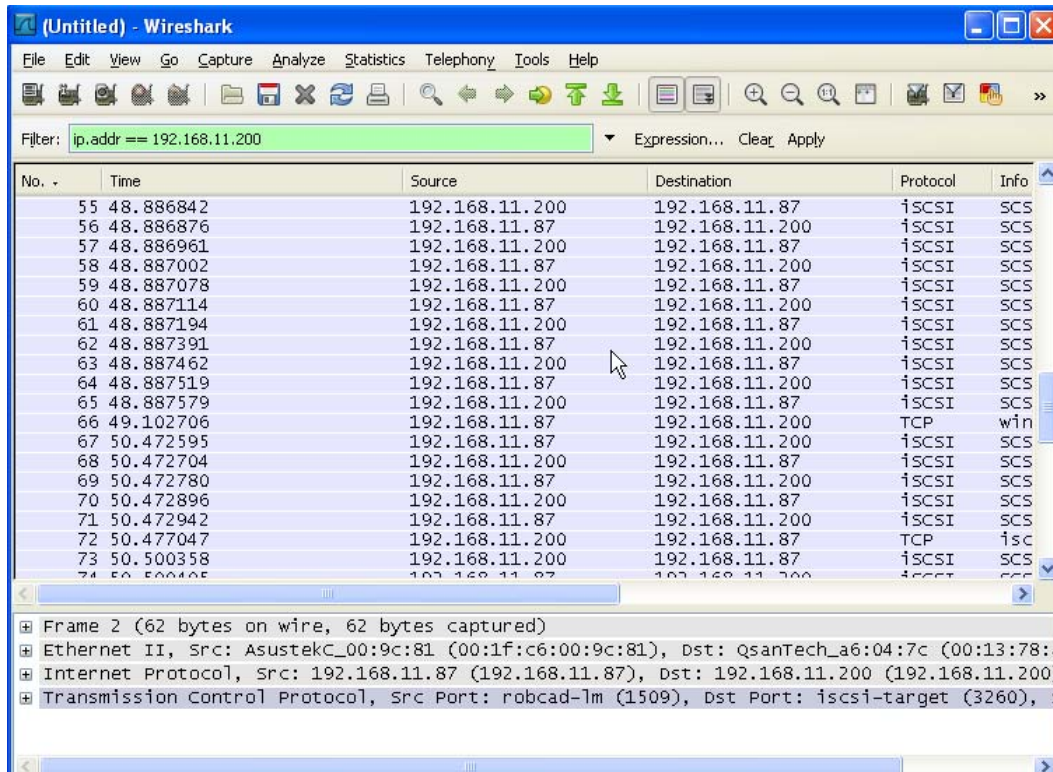 (Untitled) - Wireshark
File Edit View Go Capture Analyze Statistics Telephony Tools Help
Filter: ip.addr == 192.168.11.200 Expression... Clear Apply
No. Time Source Destination Protocol Info
55 48.886842 192.168.11.200 192.168.11.87 iSCSI SCS
56 48.886876 192.168.11.87 192.168.11.200 iSCSI SCS
57 48.886961 192.168.11.200 192.168.11.87 iSCSI SCS
58 48.887002 192.168.11.87 192.168.11.200 iSCSI SCS
59 48.887078 192.168.11.200 192.168.11.87 iSCSI SCS
60 48.887114 192.168.11.87 192.168.11.200 iSCSI SCS
61 48.887194 192.168.11.200 192.168.11.87 iSCSI SCS
62 48.887391 192.168.11.87 192.168.11.200 iSCSI SCS
63 48.887462 192.168.11.200 192.168.11.87 iSCSI SCS
64 48.887519 192.168.11.87 192.168.11.200 iSCSI SCS
65 48.887579 192.168.11.200 192.168.11.87 iSCSI SCS
66 49.102706 192.168.11.87 192.168.11.200 TCP win
67 50.472595 192.168.11.87 192.168.11.200 iSCSI SCS
68 50.472704 192.168.11.200 192.168.11.87 iSCSI SCS
69 50.472780 192.168.11.87 192.168.11.200 iSCSI SCS
70 50.472896 192.168.11.200 192.168.11.87 iSCSI SCS
71 50.472942 192.168.11.87 192.168.11.200 iSCSI SCS
72 50.477047 192.168.11.200 192.168.11.87 TCP isc
73 50.500358 192.168.11.200 192.168.11.87 iSCSI SCS
Frame 2 (62 bytes on wire, 62 bytes captured)
Ethernet II, Src: AsustekC_00:9c:81 (00:1f:c6:00:9c:81), Dst: QsanTech_a6:04:7c (00:13:78:
Internet Protocol, Src: 192.168.11.87 (192.168.11.87), Dst: 192.168.11.200 (192.168.11.200
Transmission Control Protocol, Src Port: robcad-lm (1509), Dst Port: iscsi-target (3260),